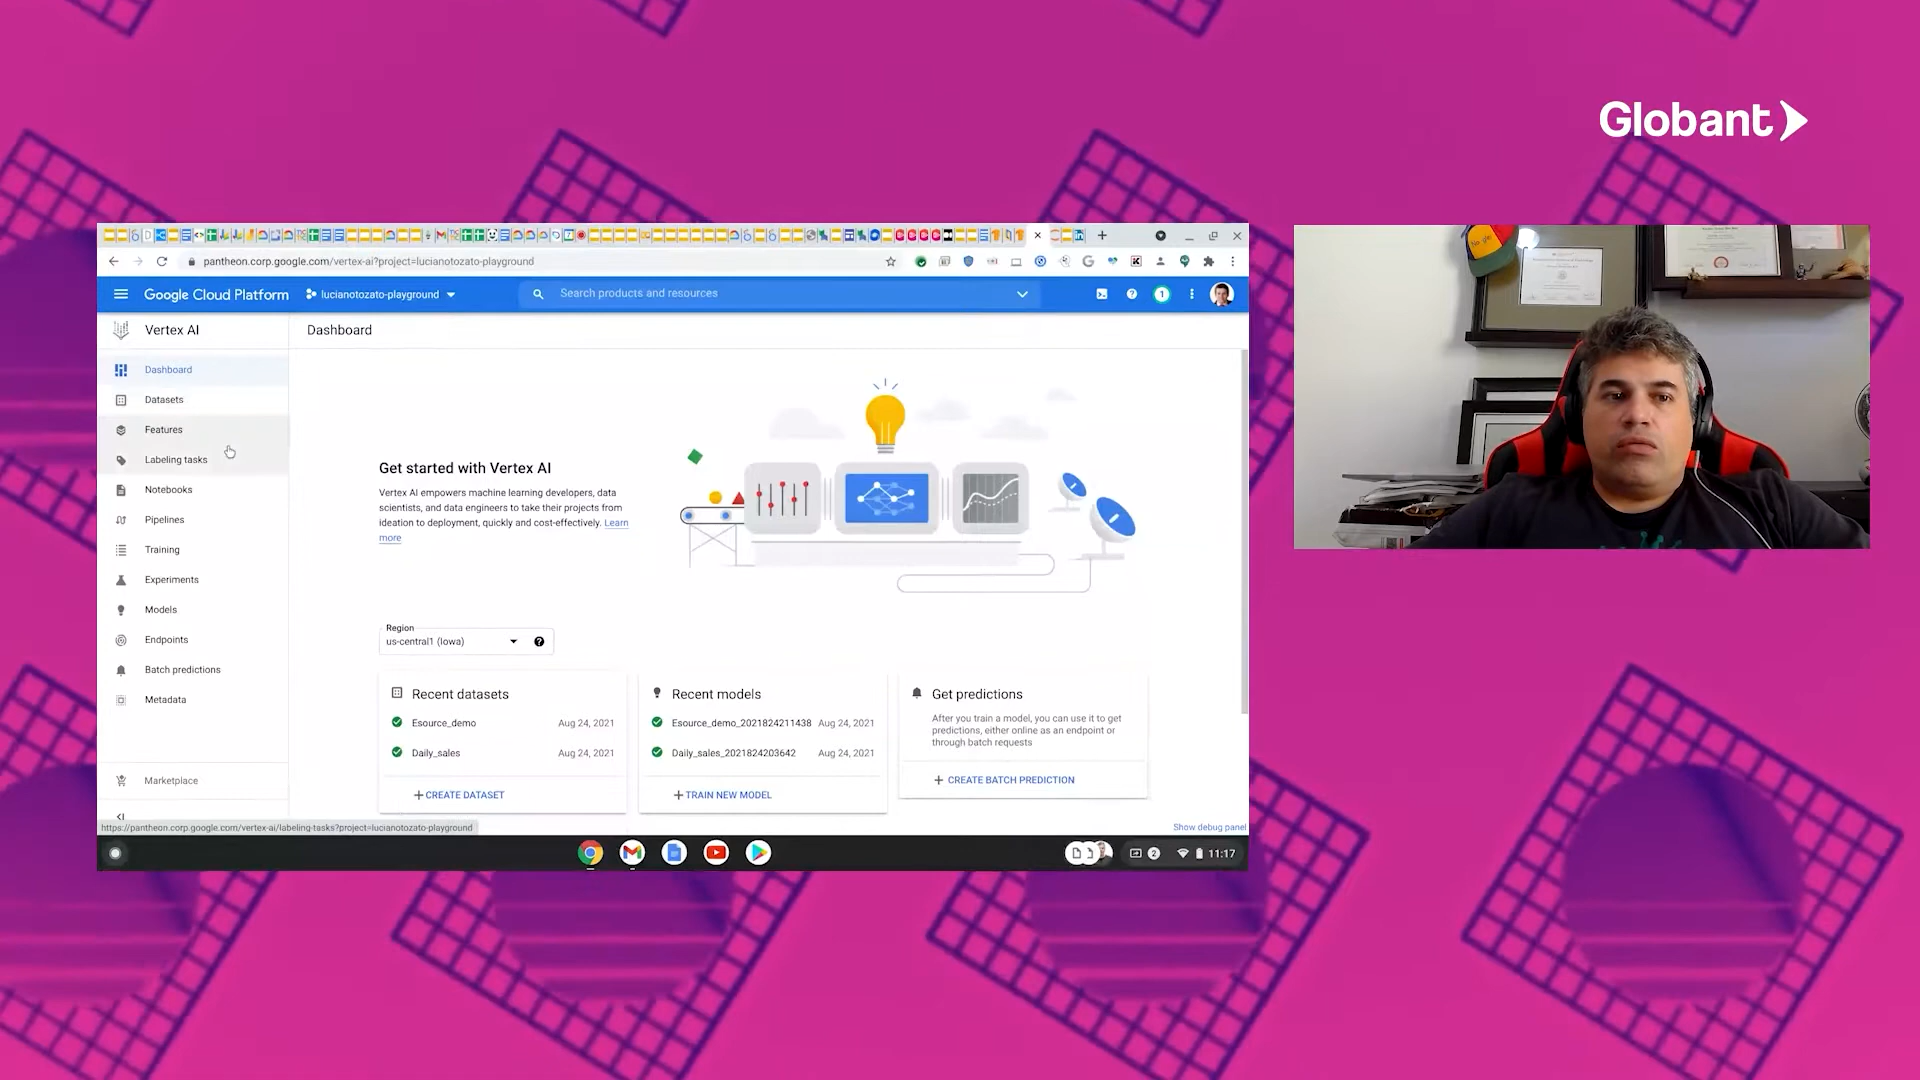 Globant
pantheon.corp.google.com/vertex-ai?project=lucianotozato-playground
Google Cloud Platform
lucianotozato-playground
Search products and resources
1
Vertex AI
Dashboard
Dashboard
Datasets
Features
Labeling tasks
Notebooks
Pipelines
Training
Experiments
Models
Endpoints
Batch predictions
Metadata
Marketplace
Get started with Vertex AI
Vertex AI empowers machine learning developers, data
scientists, and data engineers to take their projects from
ideation to deployment, quickly and cost-effectively. Learn
more
Region
us-central1 (Iowa)
Recent datasets
Esource_demo Aug 24, 2021
Daily_sales Aug 24, 2021
CREATE DATASET
Recent models
Esource_demo_2021824211438 Aug 24, 2021
Daily_sales_2021824203642 Aug 24, 2021
TRAIN NEW MODEL
Get predictions
After you train a model, you can use it to get
predictions, either online as an endpoint or
through batch requests
CREATE BATCH PREDICTION
https://pantheon.corp.google.com/vertex-ai/labeling-tasks?project=lucianotozato-playground
Show debug panel
2
11:17